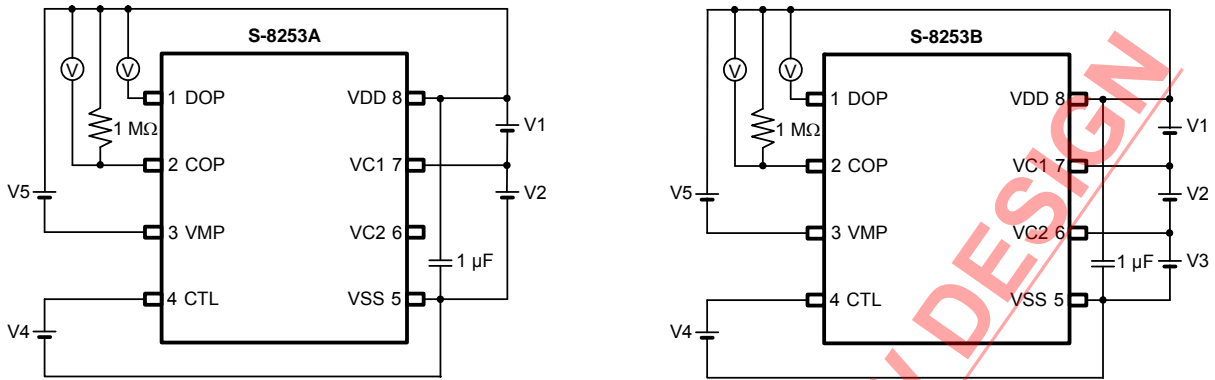 S-8253A
V
V
1 DOP
VDD 8
V1
1 MΩ
2 COP
VC1 7
V5
V2
3 VMP
VC2 6
1 µF
4 CTL
VSS 5
V4
S-8253B
V
V
1 DOP
VDD 8
V1
1 MΩ
2 COP
VC1 7
V5
V2
3 VMP
VC2 6
1 µF
V3
4 CTL
VSS 5
V4
DESIGN